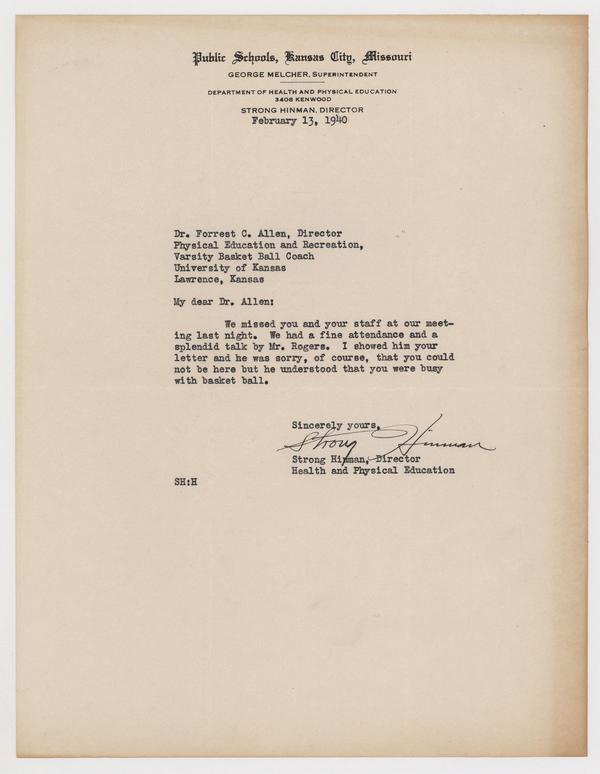 Public Schools, Kansas City, Missouri
GEORGE MELCHER, SUPERINTENDENT
DEPARTMENT OF HEALTH AND PHYSICAL EDUCATION
3408 KENWOOD
STRONG HINMAN, DIRECTOR
February 13, 1940
Dr. Forrest C. Allen, Director
Physical Education and Recreation,
Varsity Basket Ball Coach
University of Kansas
Lawrence, Kansas
My dear Dr. Allen:
We missed you and your staff at our meet-
ing last night. We had a fine attendance and a
splendid talk by Mr. Rogers. I showed him your
letter and he was sorry, of course, that you could
not be here but he understood that you were busy
with basket ball.
Sincerely yours,
Strong Hinman
Strong Hinman, Director
Health and Physical Education
SH:H